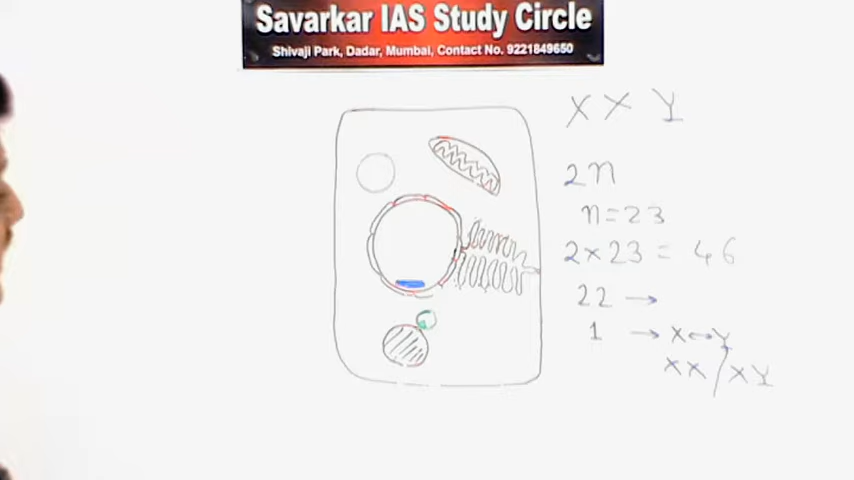 Savarkar IAS Study Circle
Shivaji Park, Dadar, Mumbai, Contact No. 9221849650
X X Y
2n
n=23
2×23 = 46
22 →
1 → X↔Y
XX/XY